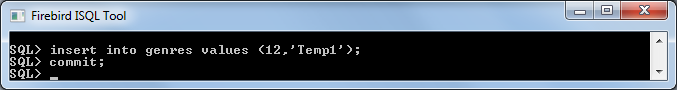 Firebird ISQL Tool
SQL> insert into genres values (12,'Temp1');
SQL> commit;
SQL> _